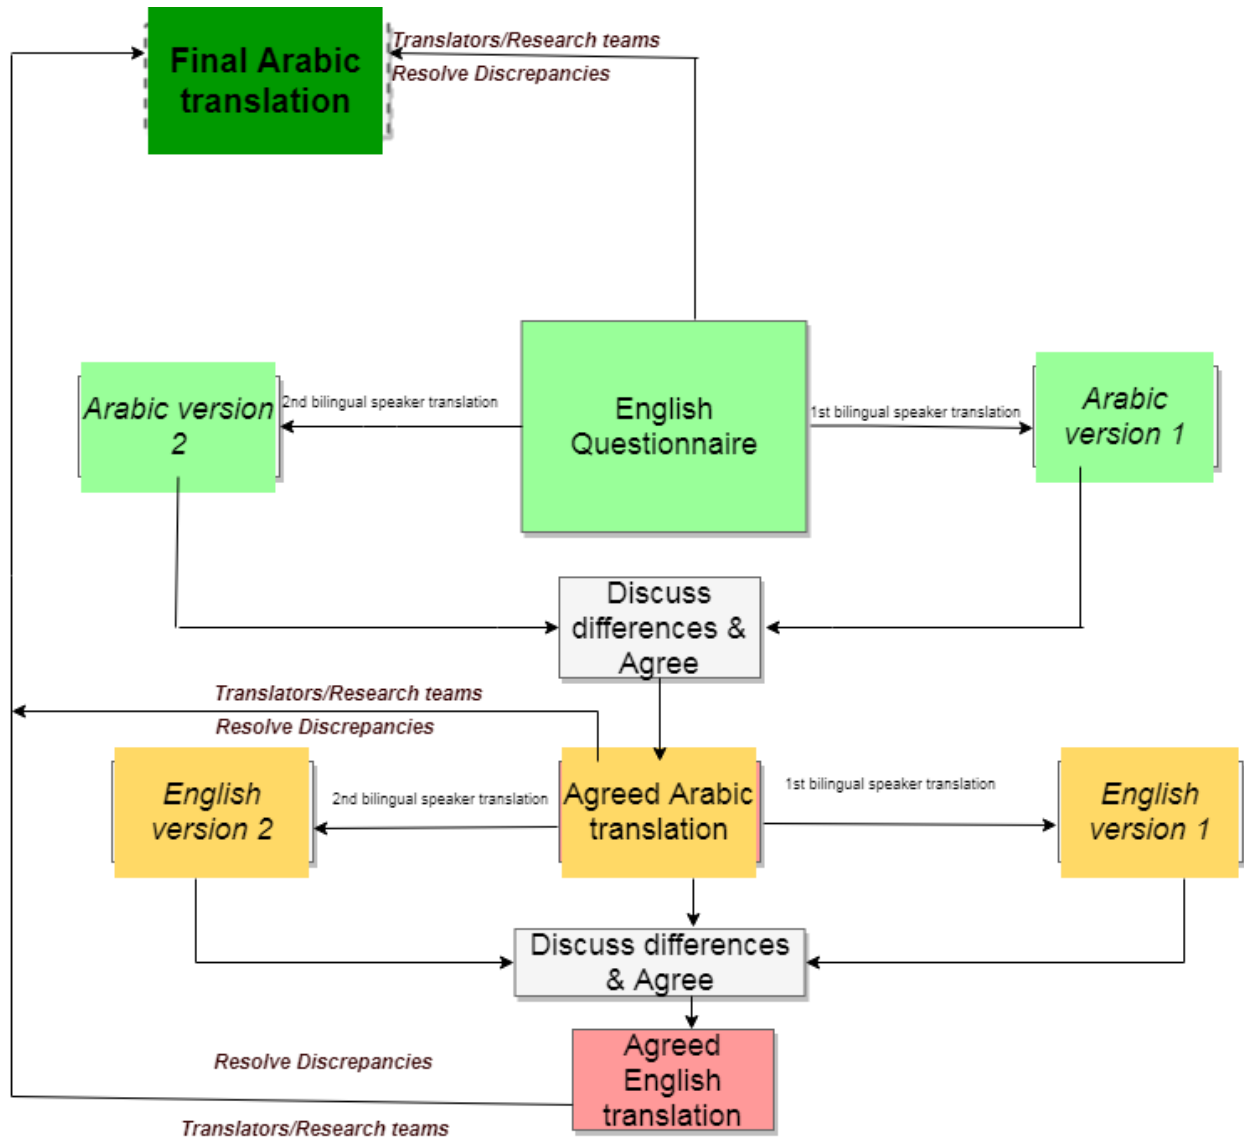 Final Arabic
translation
Translators/Research teams
Resolve Discrepancies
Arabic version
2
2nd bilingual speaker translation
English
Questionnaire
1st bilingual speaker translation
Arabic
version 1
Discuss
differences &
Agree
Translators/Research teams
Resolve Discrepancies
English
version 2
2nd bilingual speaker translation
Agreed Arabic
translation
1st bilingual speaker translation
English
version 1
Discuss differences
& Agree
Resolve Discrepancies
Translators/Research teams
Agreed
English
translation